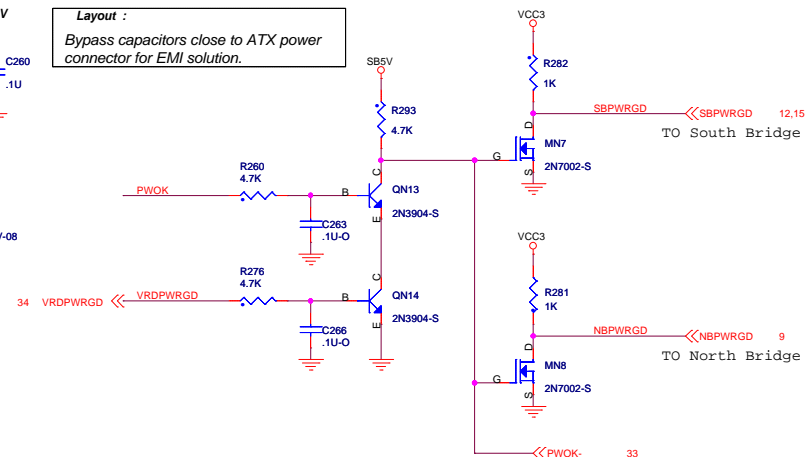 V
Layout :
Bypass capacitors close to ATX power
connector for EMI solution.
C260
.1U
SB5V
R293
4.7K
VCC3
R282
1K
SBPWRGD
SBPWRGD 12,15
TO South Bridge
D
G
S
MN7
2N7002-S
PWOK
R260
4.7K
B
C
E
QN13
2N3904-S
C263
.1U-O
/-08
34 VRDPWRGD
VRDPWRGD
R276
4.7K
B
C
E
QN14
2N3904-S
C266
.1U-O
VCC3
R281
1K
NBPWRGD
NBPWRGD 9
TO North Bridge
D
G
S
MN8
2N7002-S
PWOK- 33